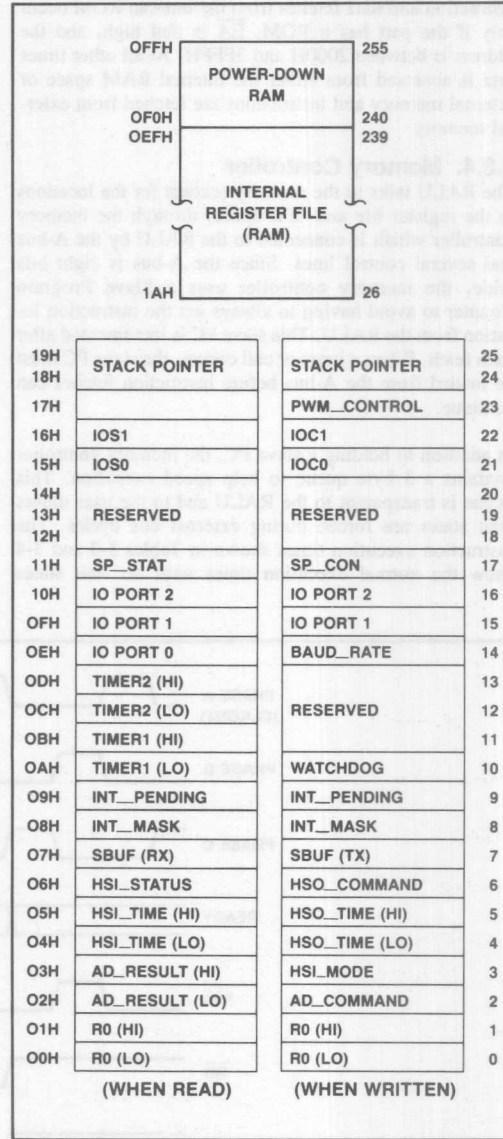 OFFH 255
POWER-DOWN
RAM
OF0H 240
OEFH 239
INTERNAL
REGISTER FILE
(RAM)
1AH 26
19H STACK POINTER STACK POINTER 25
18H 24
17H PWM_CONTROL 23
16H IOS1 IOC1 22
15H IOS0 IOC0 21
14H 20
13H RESERVED RESERVED
12H 18
11H SP_STAT SP_CON 17
10H IO PORT 2 IO PORT 2 16
OFH IO PORT 1 IO PORT 1 15
OEH IO PORT 0 BAUD_RATE 14
ODH TIMER2 (HI) 13
OCH TIMER2 (LO) RESERVED 12
OBH TIMER1 (HI) 11
OAH TIMER1 (LO) WATCHDOG 10
O9H INT_PENDING INT_PENDING 9
O8H INT_MASK INT_MASK 8
O7H SBUF (RX) SBUF (TX) 7
O6H HSI_STATUS HSO_COMMAND 6
O5H HSI_TIME (HI) HSO_TIME (HI) 5
O4H HSI_TIME (LO) HSO_TIME (LO) 4
O3H AD_RESULT (HI) HSI_MODE 3
O2H AD_RESULT (LO) AD_COMMAND 2
O1H R0 (HI) R0 (HI) 1
O0H R0 (LO) R0 (LO) 0
(WHEN READ) (WHEN WRITTEN)